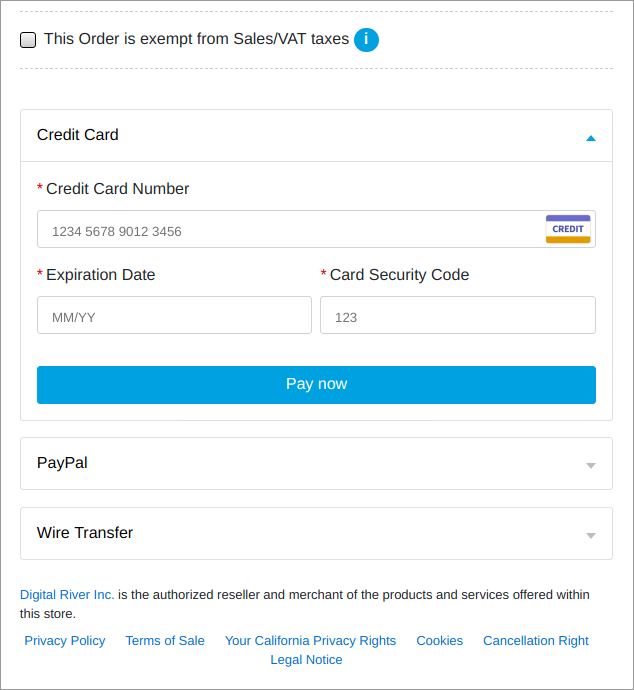 This Order is exempt from Sales/VAT taxes i
Credit Card
* Credit Card Number
1234 5678 9012 3456 CREDIT
* Expiration Date * Card Security Code
MM/YY 123
Pay now
PayPal
Wire Transfer
Digital River Inc. is the authorized reseller and merchant of the products and services offered within
this store.
Privacy Policy Terms of Sale Your California Privacy Rights Cookies Cancellation Right
Legal Notice